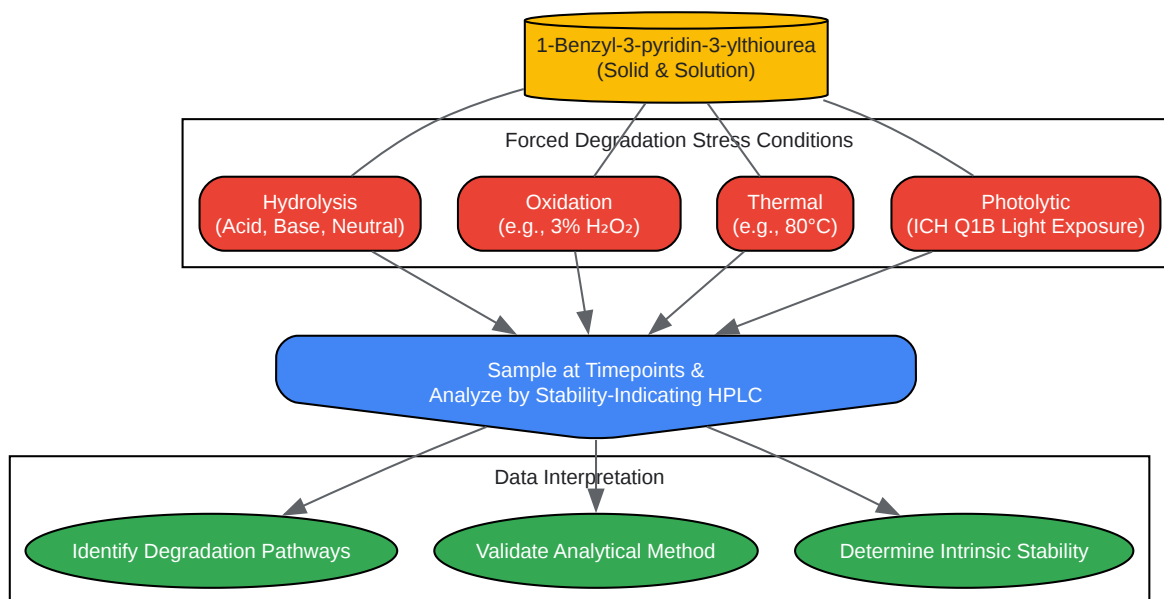 1-Benzyl-3-pyridin-3-ylthiourea
(Solid & Solution)
Forced Degradation Stress Conditions
Hydrolysis
(Acid, Base, Neutral)
Oxidation
(e.g., 3% H₂O₂)
Thermal
(e.g., 80°C)
Photolytic
(ICH Q1B Light Exposure)
Sample at Timepoints &
Analyze by Stability-Indicating HPLC
Data Interpretation
Identify Degradation Pathways
Validate Analytical Method
Determine Intrinsic Stability